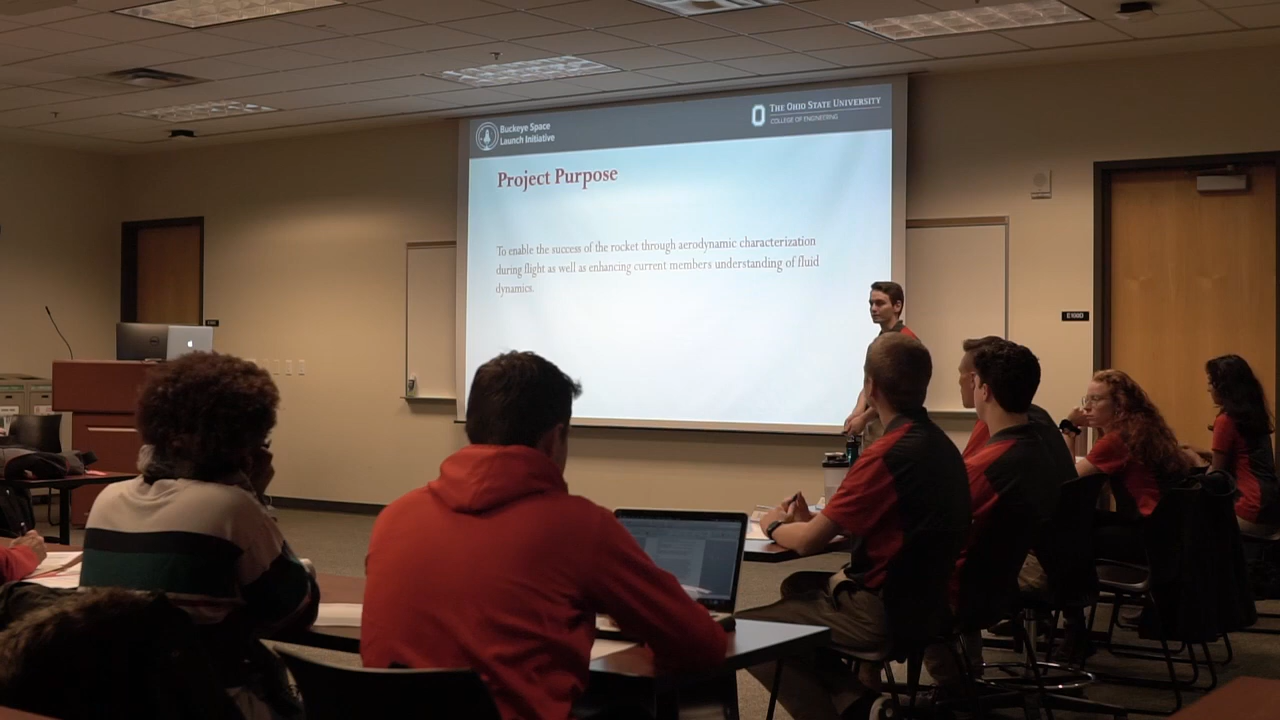 Buckeye Space
Launch Initiative
THE OHIO STATE UNIVERSITY
COLLEGE OF ENGINEERING
Project Purpose
To enable the success of the rocket through aerodynamic characterization
during flight as well as enhancing current members understanding of fluid
dynamics.